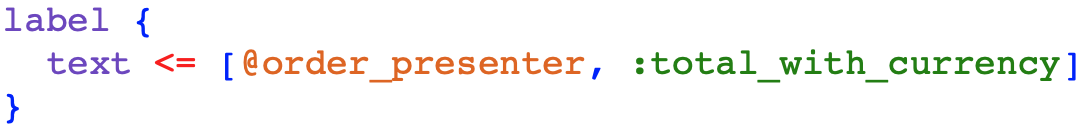 label {
  text <= [@order_presenter, :total_with_currency]
}